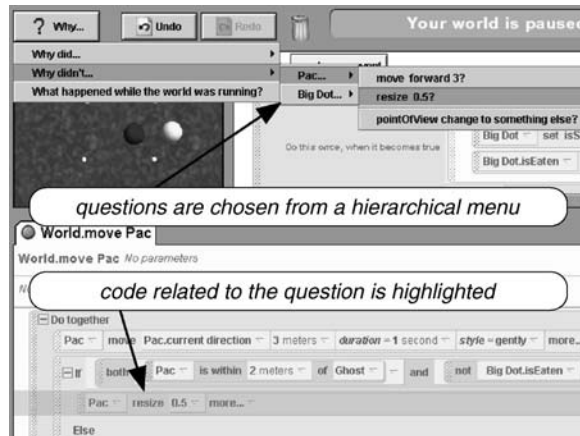 ? Why... Undo Redo Your world is paused
Why did...
Why didn't... Pac... move forward 3?
What happened while the world was running? Big Dot... resize 0.5?
pointOfView change to something else?
Big Dot set isS
Do this once, when it becomes true
Big Dot.isEaten
questions are chosen from a hierarchical menu
World.move Pac
World.move Pac No parameters
code related to the question is highlighted
Do together
Pac move Pac.current direction 3 meters duration = 1 second style = gently more...
If both Pac is within 2 meters of Ghost and not Big Dot.isEaten
Pac resize 0.5 more...
Else